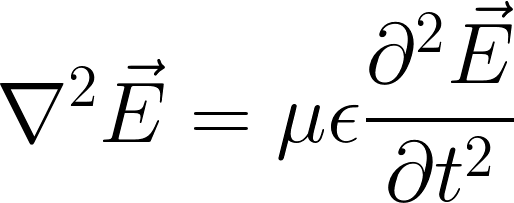 ∇²E⃗ = μϵ ∂²E⃗/∂t²